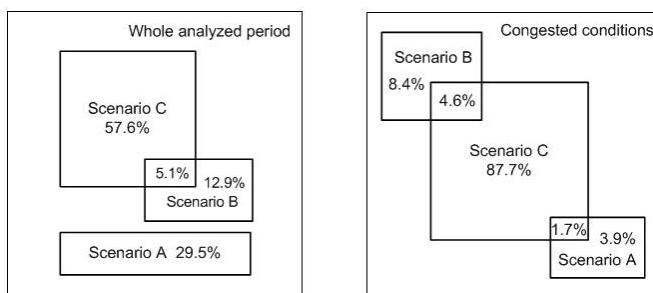 Whole analyzed period
Scenario C
57.6%
5.1%
12.9%
Scenario B
Scenario A 29.5%
Congested conditions
Scenario B
8.4%
4.6%
Scenario C
87.7%
1.7%
3.9%
Scenario A